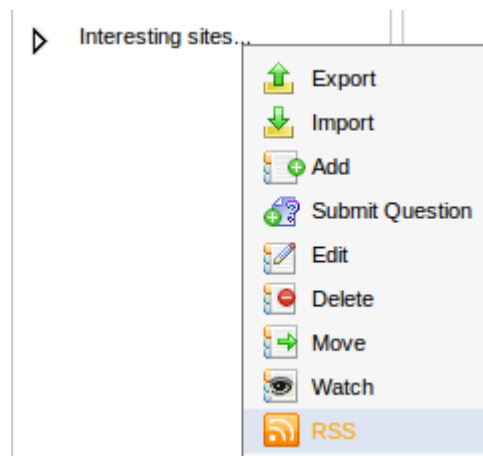 Interesting sites...
Export
Import
Add
Submit Question
Edit
Delete
Move
Watch
RSS